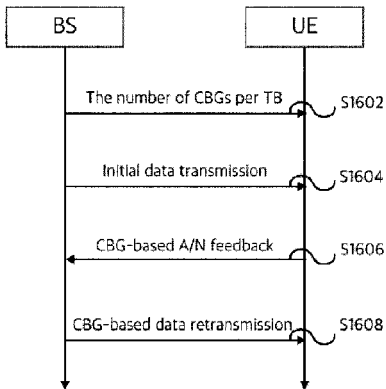 BS
UE
The number of CBGs per TB
S1602
Initial data transmission
S1604
CBG-based A/N feedback
S1606
CBG-based data retransmission
S1608